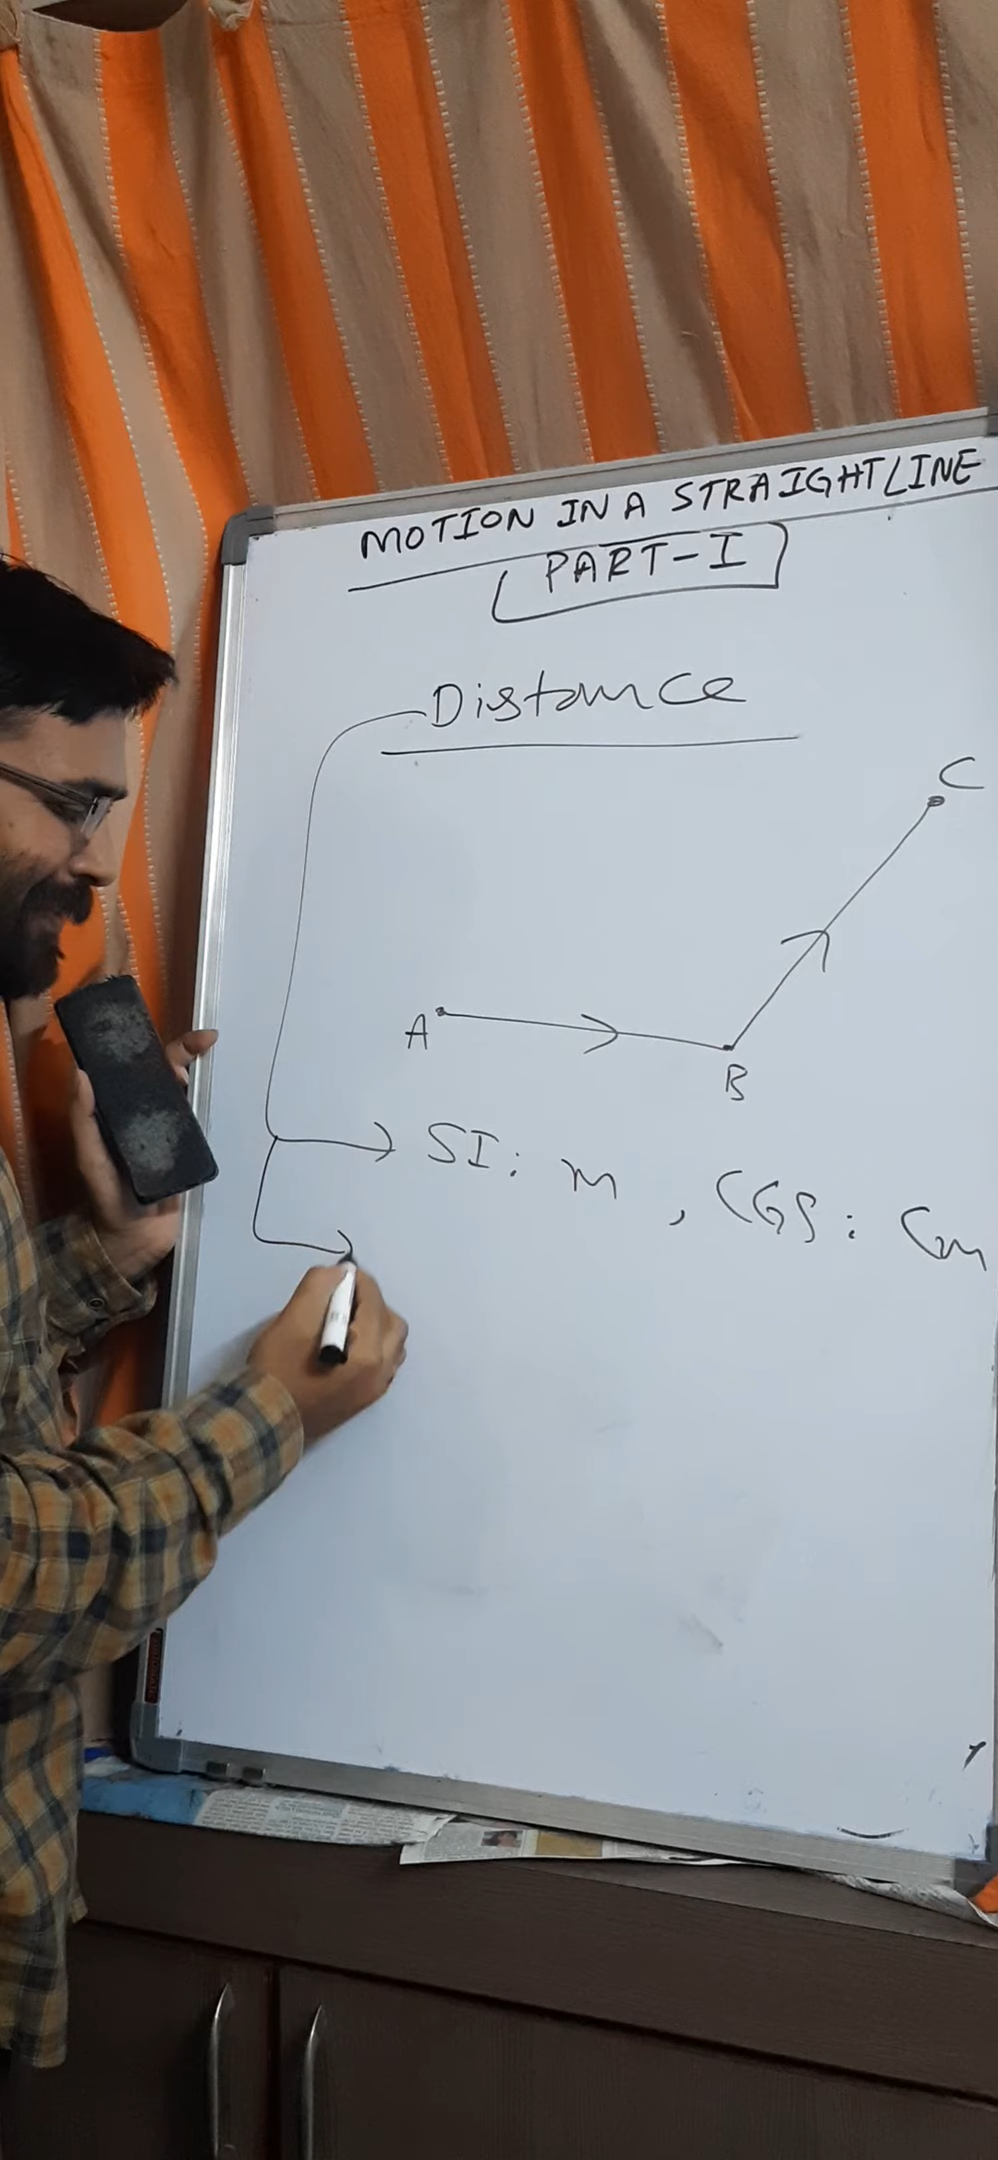 MOTION IN A STRAIGHT LINE
PART-I
Distance
C
A
B
SI: m, CGS: Cm